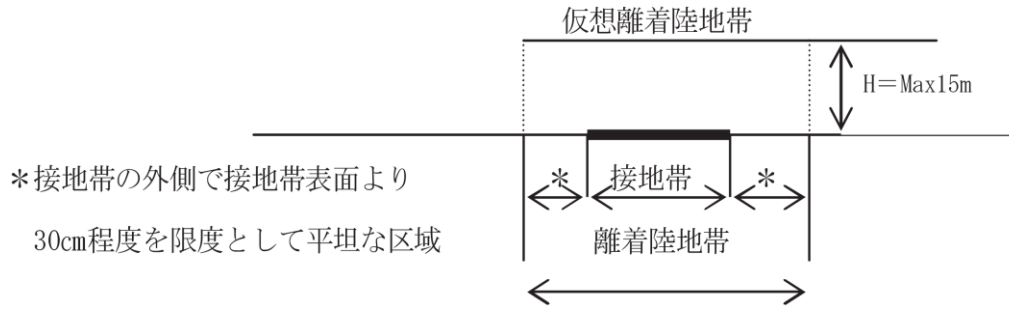 仮想離着陸地帯
H＝Max15m
＊接地帯の外側で接地帯表面より
30cm程度を限度として平坦な区域
＊
接地帯
＊
離着陸地帯